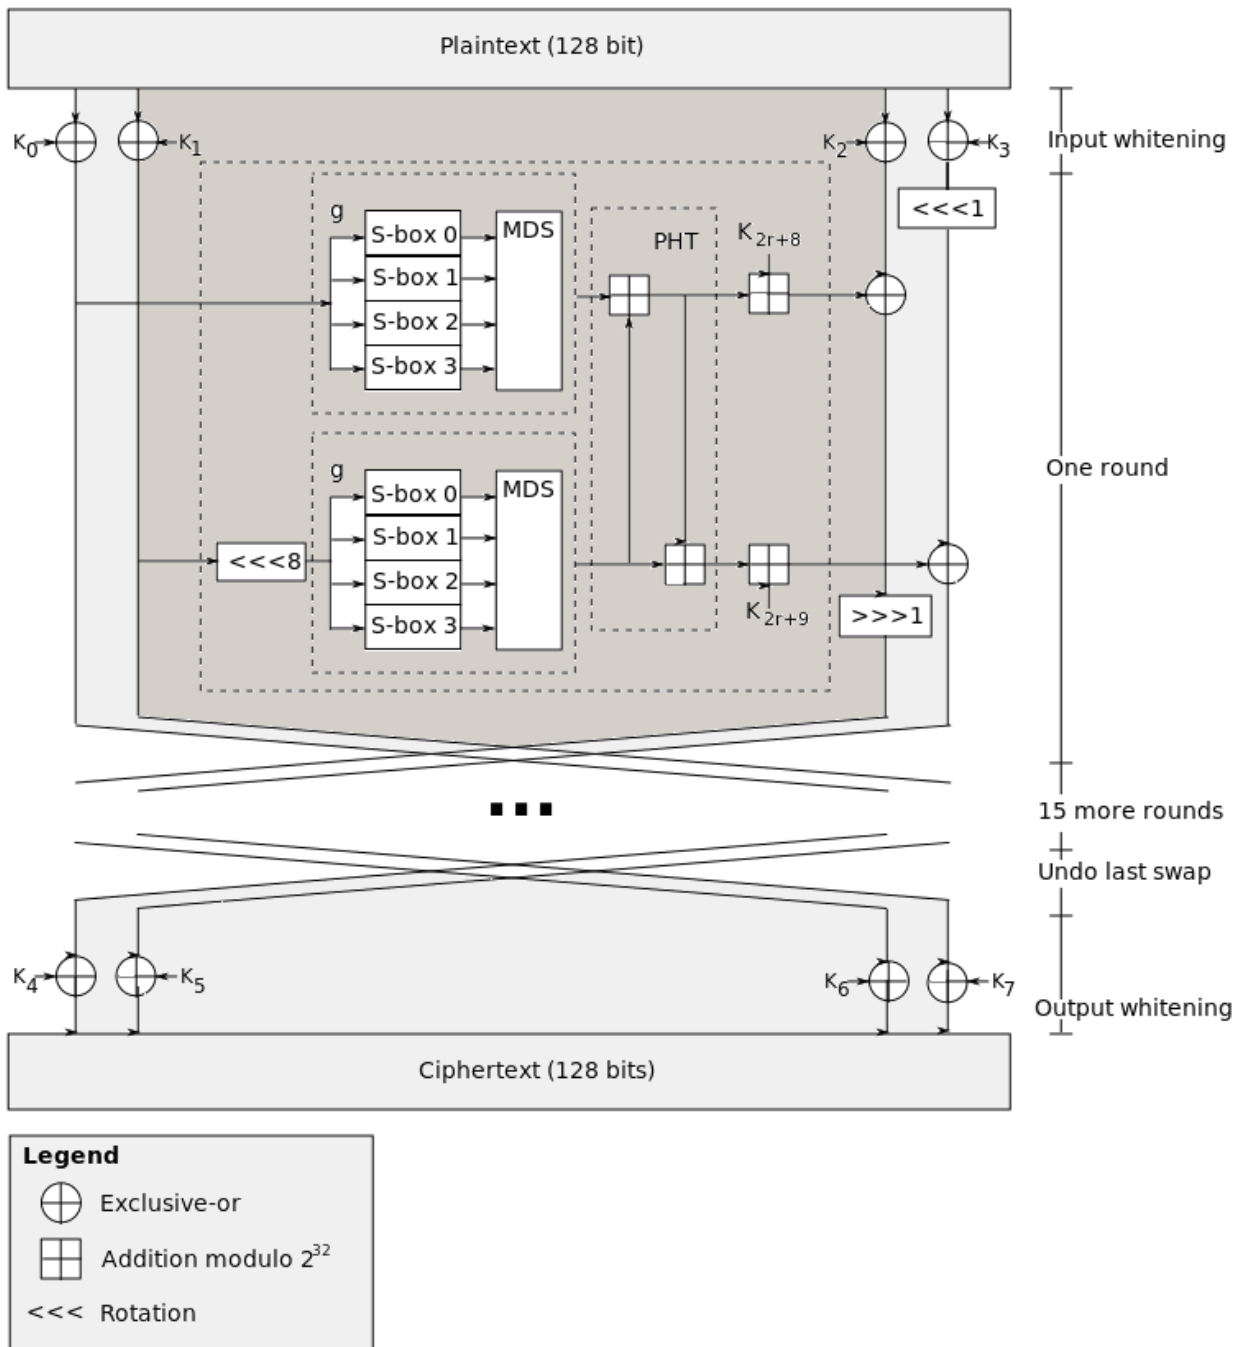 Plaintext (128 bit)
K0 K1 K2 K3 Input whitening
<<<1
g
S-box 0 MDS
PHT K2r+8
S-box 1
S-box 2
S-box 3
One round
g
S-box 0 MDS
S-box 1
<<<8
S-box 2
S-box 3
K2r+9 >>>1
15 more rounds
Undo last swap
K4 K5 K6 K7
Output whitening
Ciphertext (128 bits)
Legend
Exclusive-or
Addition modulo 2^32
<<< Rotation